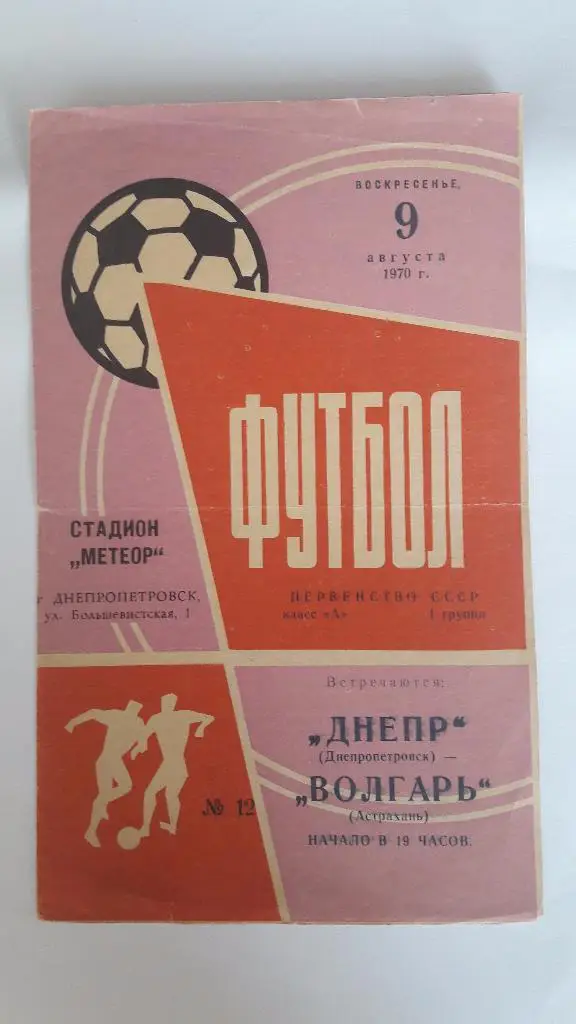 ВОСКРЕСЕНЬЕ,
9
августа
1970 г.
ФУТБОЛ
СТАДИОН
„МЕТЕОР“
г ДНЕПРОПЕТРОВСК,
ул. Большевистская, 1
ПЕРВЕНСТВО СССР
класс «А» 1 группа
Встречаются:
„ДНЕПР“
(Днепропетровск) —
„ВОЛГАРЬ“
(Астрахань)
НАЧАЛО В 19 ЧАСОВ.
№ 12